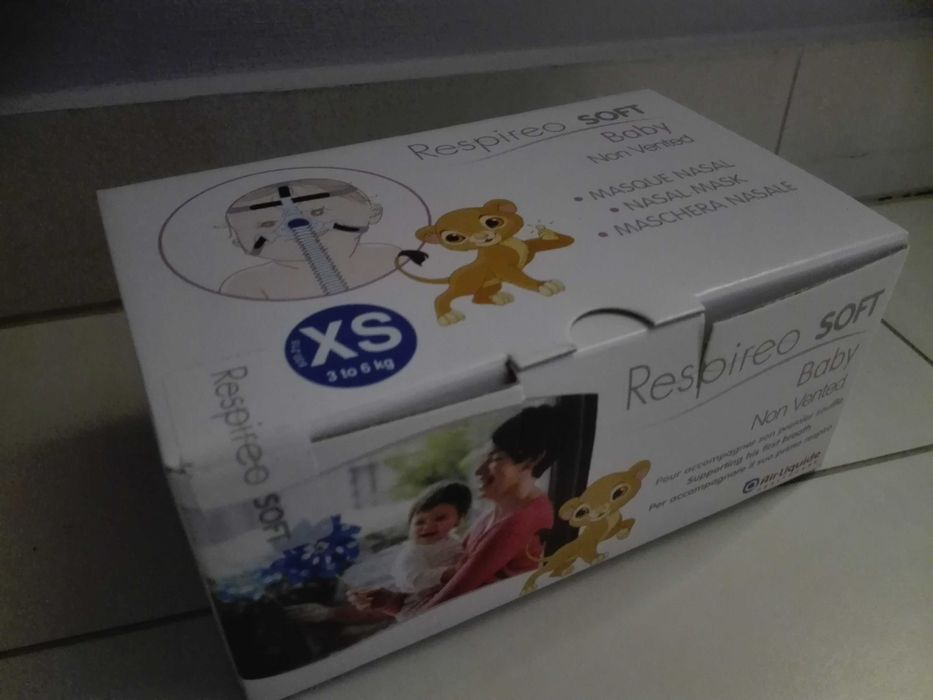 Respireo SOFT
Baby
Non Vented
• MASQUE NASAL
• NASAL MASK
• MASCHERA NASALE
XS
3 to 6 kg
Respireo SOFT
Respireo SOFT
Baby
Non Vented
Pour accompagner son premier souffle
Supporting his first breath
Per accompagnare il suo primo respiro
Air Liquide